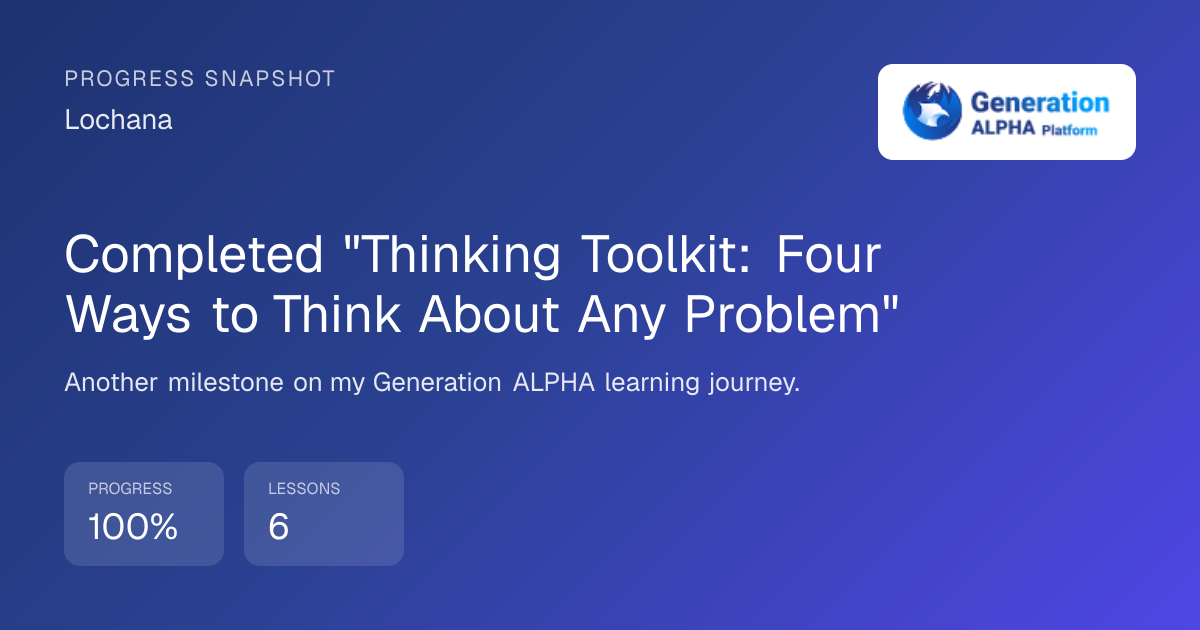 PROGRESS SNAPSHOT
Lochana
Generation
ALPHA Platform
Completed "Thinking Toolkit: Four
Ways to Think About Any Problem"
Another milestone on my Generation ALPHA learning journey.
PROGRESS
100%
LESSONS
6